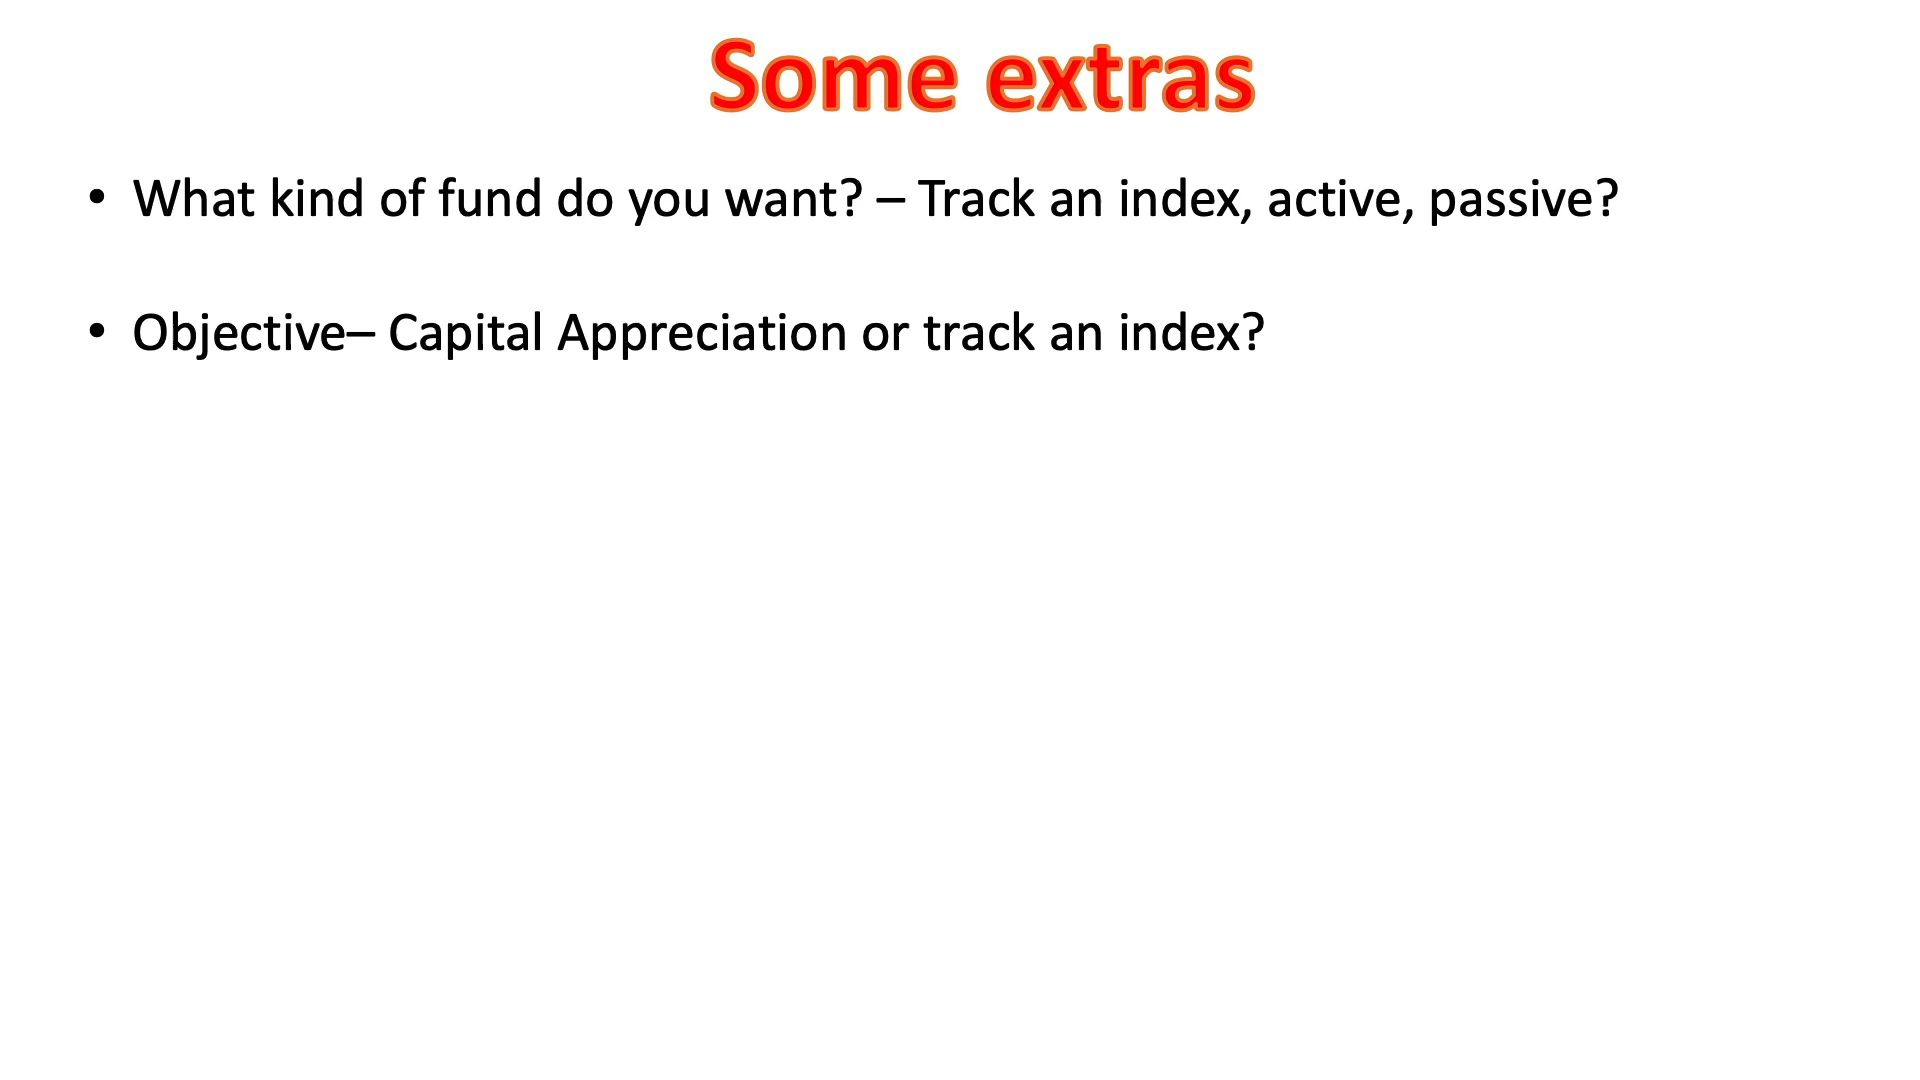 Some extras
• What kind of fund do you want? – Track an index, active, passive?
• Objective– Capital Appreciation or track an index?